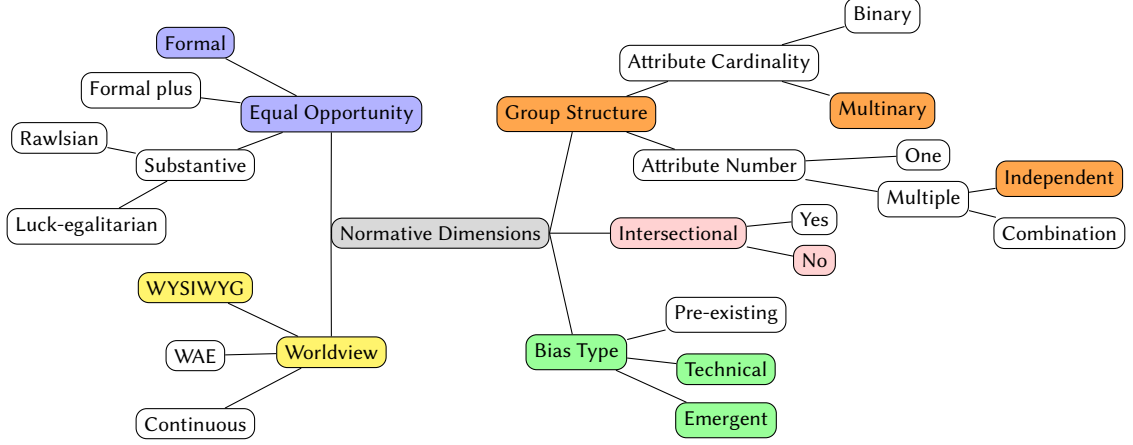 Formal
Formal plus
Equal Opportunity
Rawlsian
Substantive
Luck-egalitarian
Normative Dimensions
WYSIWYG
WAE
Worldview
Continuous
Binary
Attribute Cardinality
Group Structure
Multinary
Attribute Number
One
Multiple
Independent
Combination
Intersectional
Yes
No
Pre-existing
Bias Type
Technical
Emergent